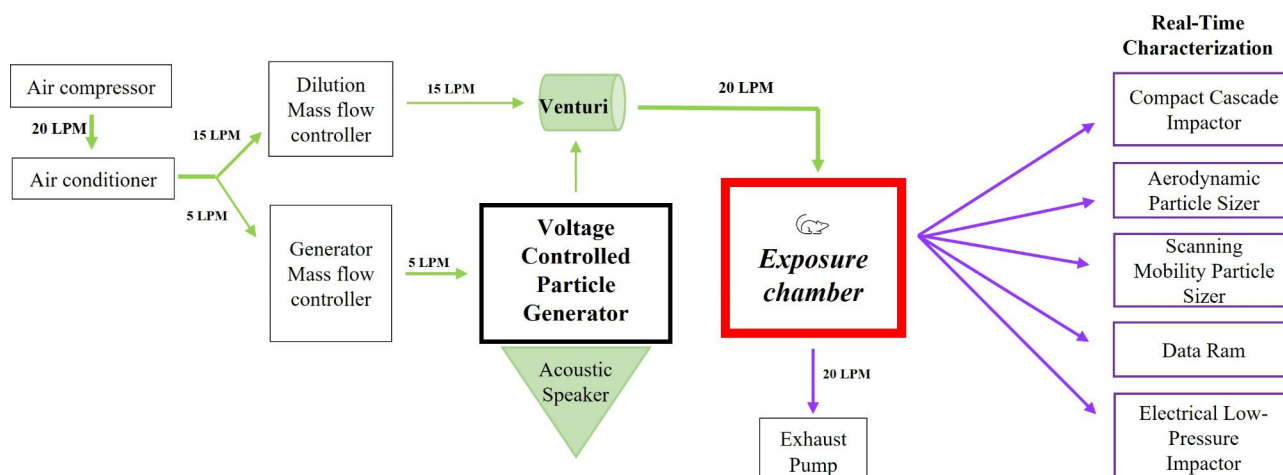 Real-Time
Characterization
Air compressor
20 LPM
Air conditioner
15 LPM
5 LPM
Dilution
Mass flow
controller
15 LPM
Generator
Mass flow
controller
5 LPM
Venturi
20 LPM
Voltage
Controlled
Particle
Generator
Acoustic
Speaker
Exposure
chamber
20 LPM
Exhaust
Pump
Compact Cascade
Impactor
Aerodynamic
Particle Sizer
Scanning
Mobility Particle
Sizer
Data Ram
Electrical Low-
Pressure
Impactor